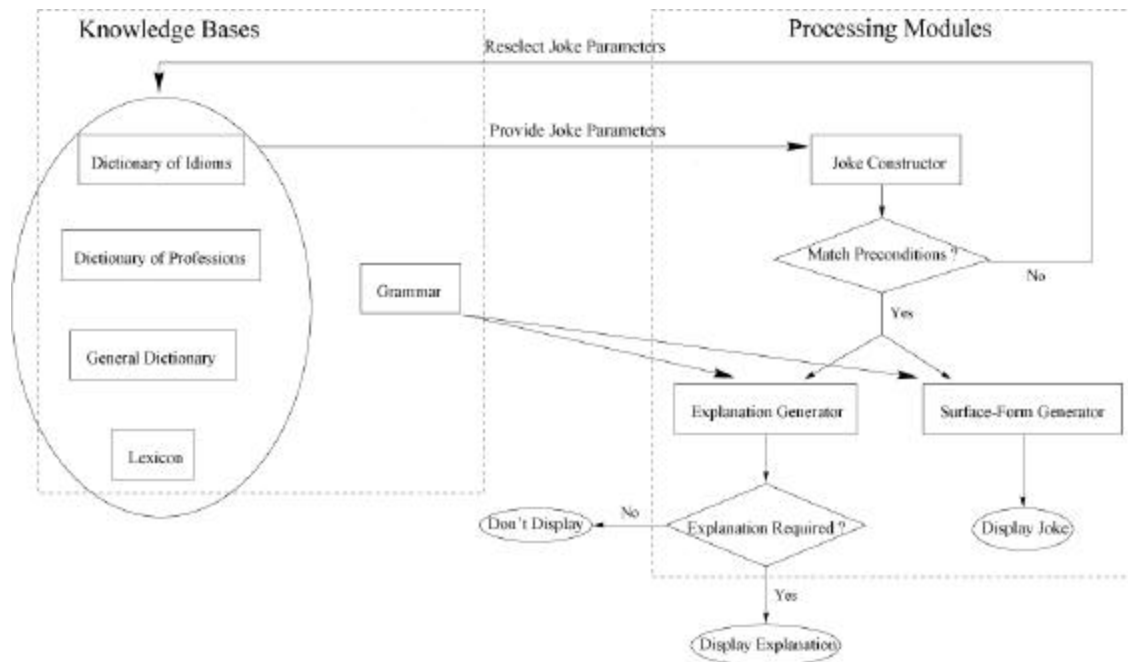 Knowledge Bases
Processing Modules
Reselect Joke Parameters
Provide Joke Parameters
Dictionary of Idioms
Joke Constructor
Dictionary of Professions
Match Preconditions ?
No
Grammar
Yes
General Dictionary
Explanation Generator
Surface-Form Generator
Lexicon
Don't Display
No
Explanation Required ?
Display Joke
Yes
Display Explanation